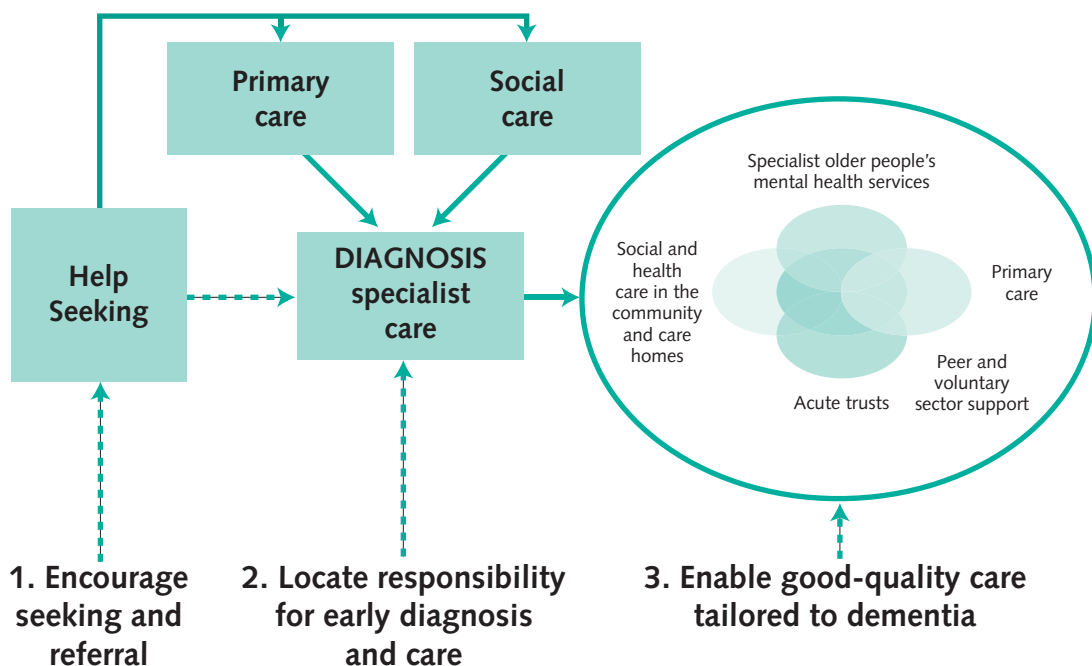 Primary
care
Social
care
Help
Seeking
DIAGNOSIS
specialist
care
Specialist older people’s
mental health services
Social and
health
care in the
community
and care
homes
Primary
care
Peer and
voluntary
sector support
Acute trusts
1. Encourage
seeking and
referral
2. Locate responsibility
for early diagnosis
and care
3. Enable good-quality care
tailored to dementia